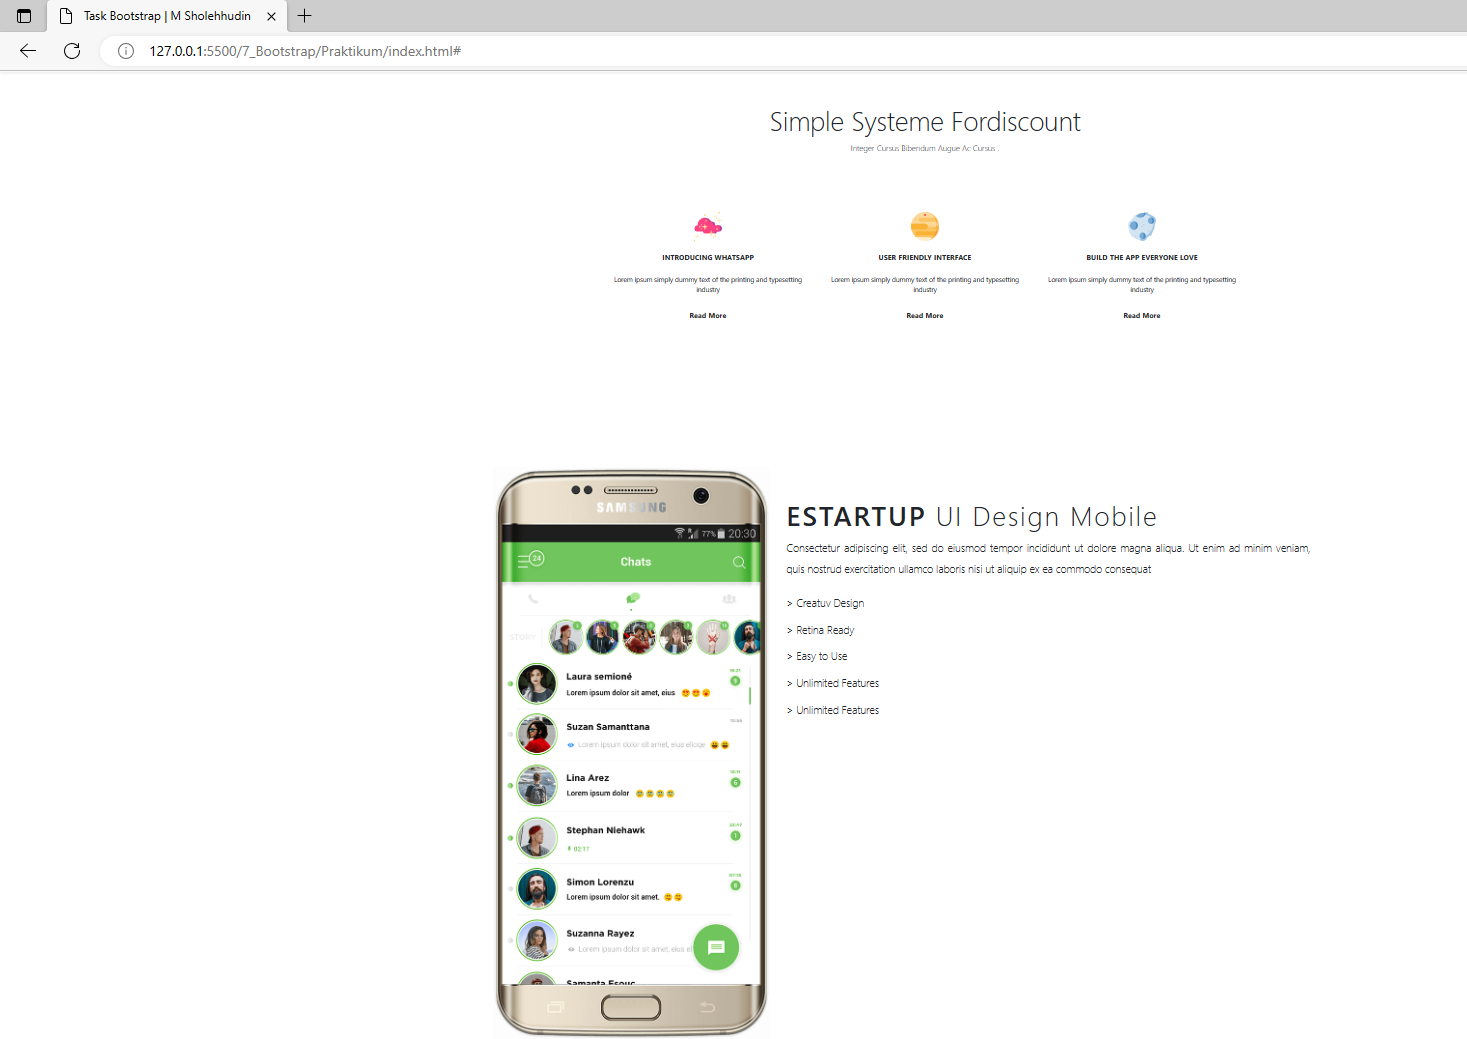 Task Bootstrap | M Sholehhudin
127.0.0.1:5500/7_Bootstrap/Praktikum/index.html#
Simple Systeme Fordiscount
Integer Cursus Bibendum Augue Ac Cursus .
INTRODUCING WHATSAPP
Lorem ipsum simply dummy text of the printing and typesetting
industry
Read More
USER FRIENDLY INTERFACE
Lorem ipsum simply dummy text of the printing and typesetting
industry
Read More
BUILD THE APP EVERYONE LOVE
Lorem ipsum simply dummy text of the printing and typesetting
industry
Read More
SAMSUNG
77% 20:30
24
Chats
STORY
Laura semioné
Lorem ipsum dolor sit amet, eius
Suzan Samanttana
Lorem ipsum dolor sit amet, eius elioge
Lina Arez
Lorem ipsum dolor
Stephan Niehawk
02:17
Simon Lorenzu
Lorem ipsum dolor sit amet.
Suzanna Rayez
Lorem ipsum dolor sit amet, eius el
Samanta Esouc
ESTARTUP UI Design Mobile
Consectetur adipiscing elit, sed do eiusmod tempor incididunt ut dolore magna aliqua. Ut enim ad minim veniam,
quis nostrud exercitation ullamco laboris nisi ut aliquip ex ea commodo consequat
> Creatuv Design
> Retina Ready
> Easy to Use
> Unlimited Features
> Unlimited Features